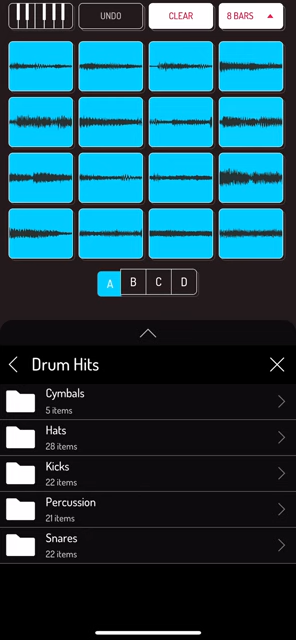 UNDO
CLEAR
8 BARS
A
B
C
D
Drum Hits
Cymbals
5 items
Hats
28 items
Kicks
22 items
Percussion
21 items
Snares
22 items